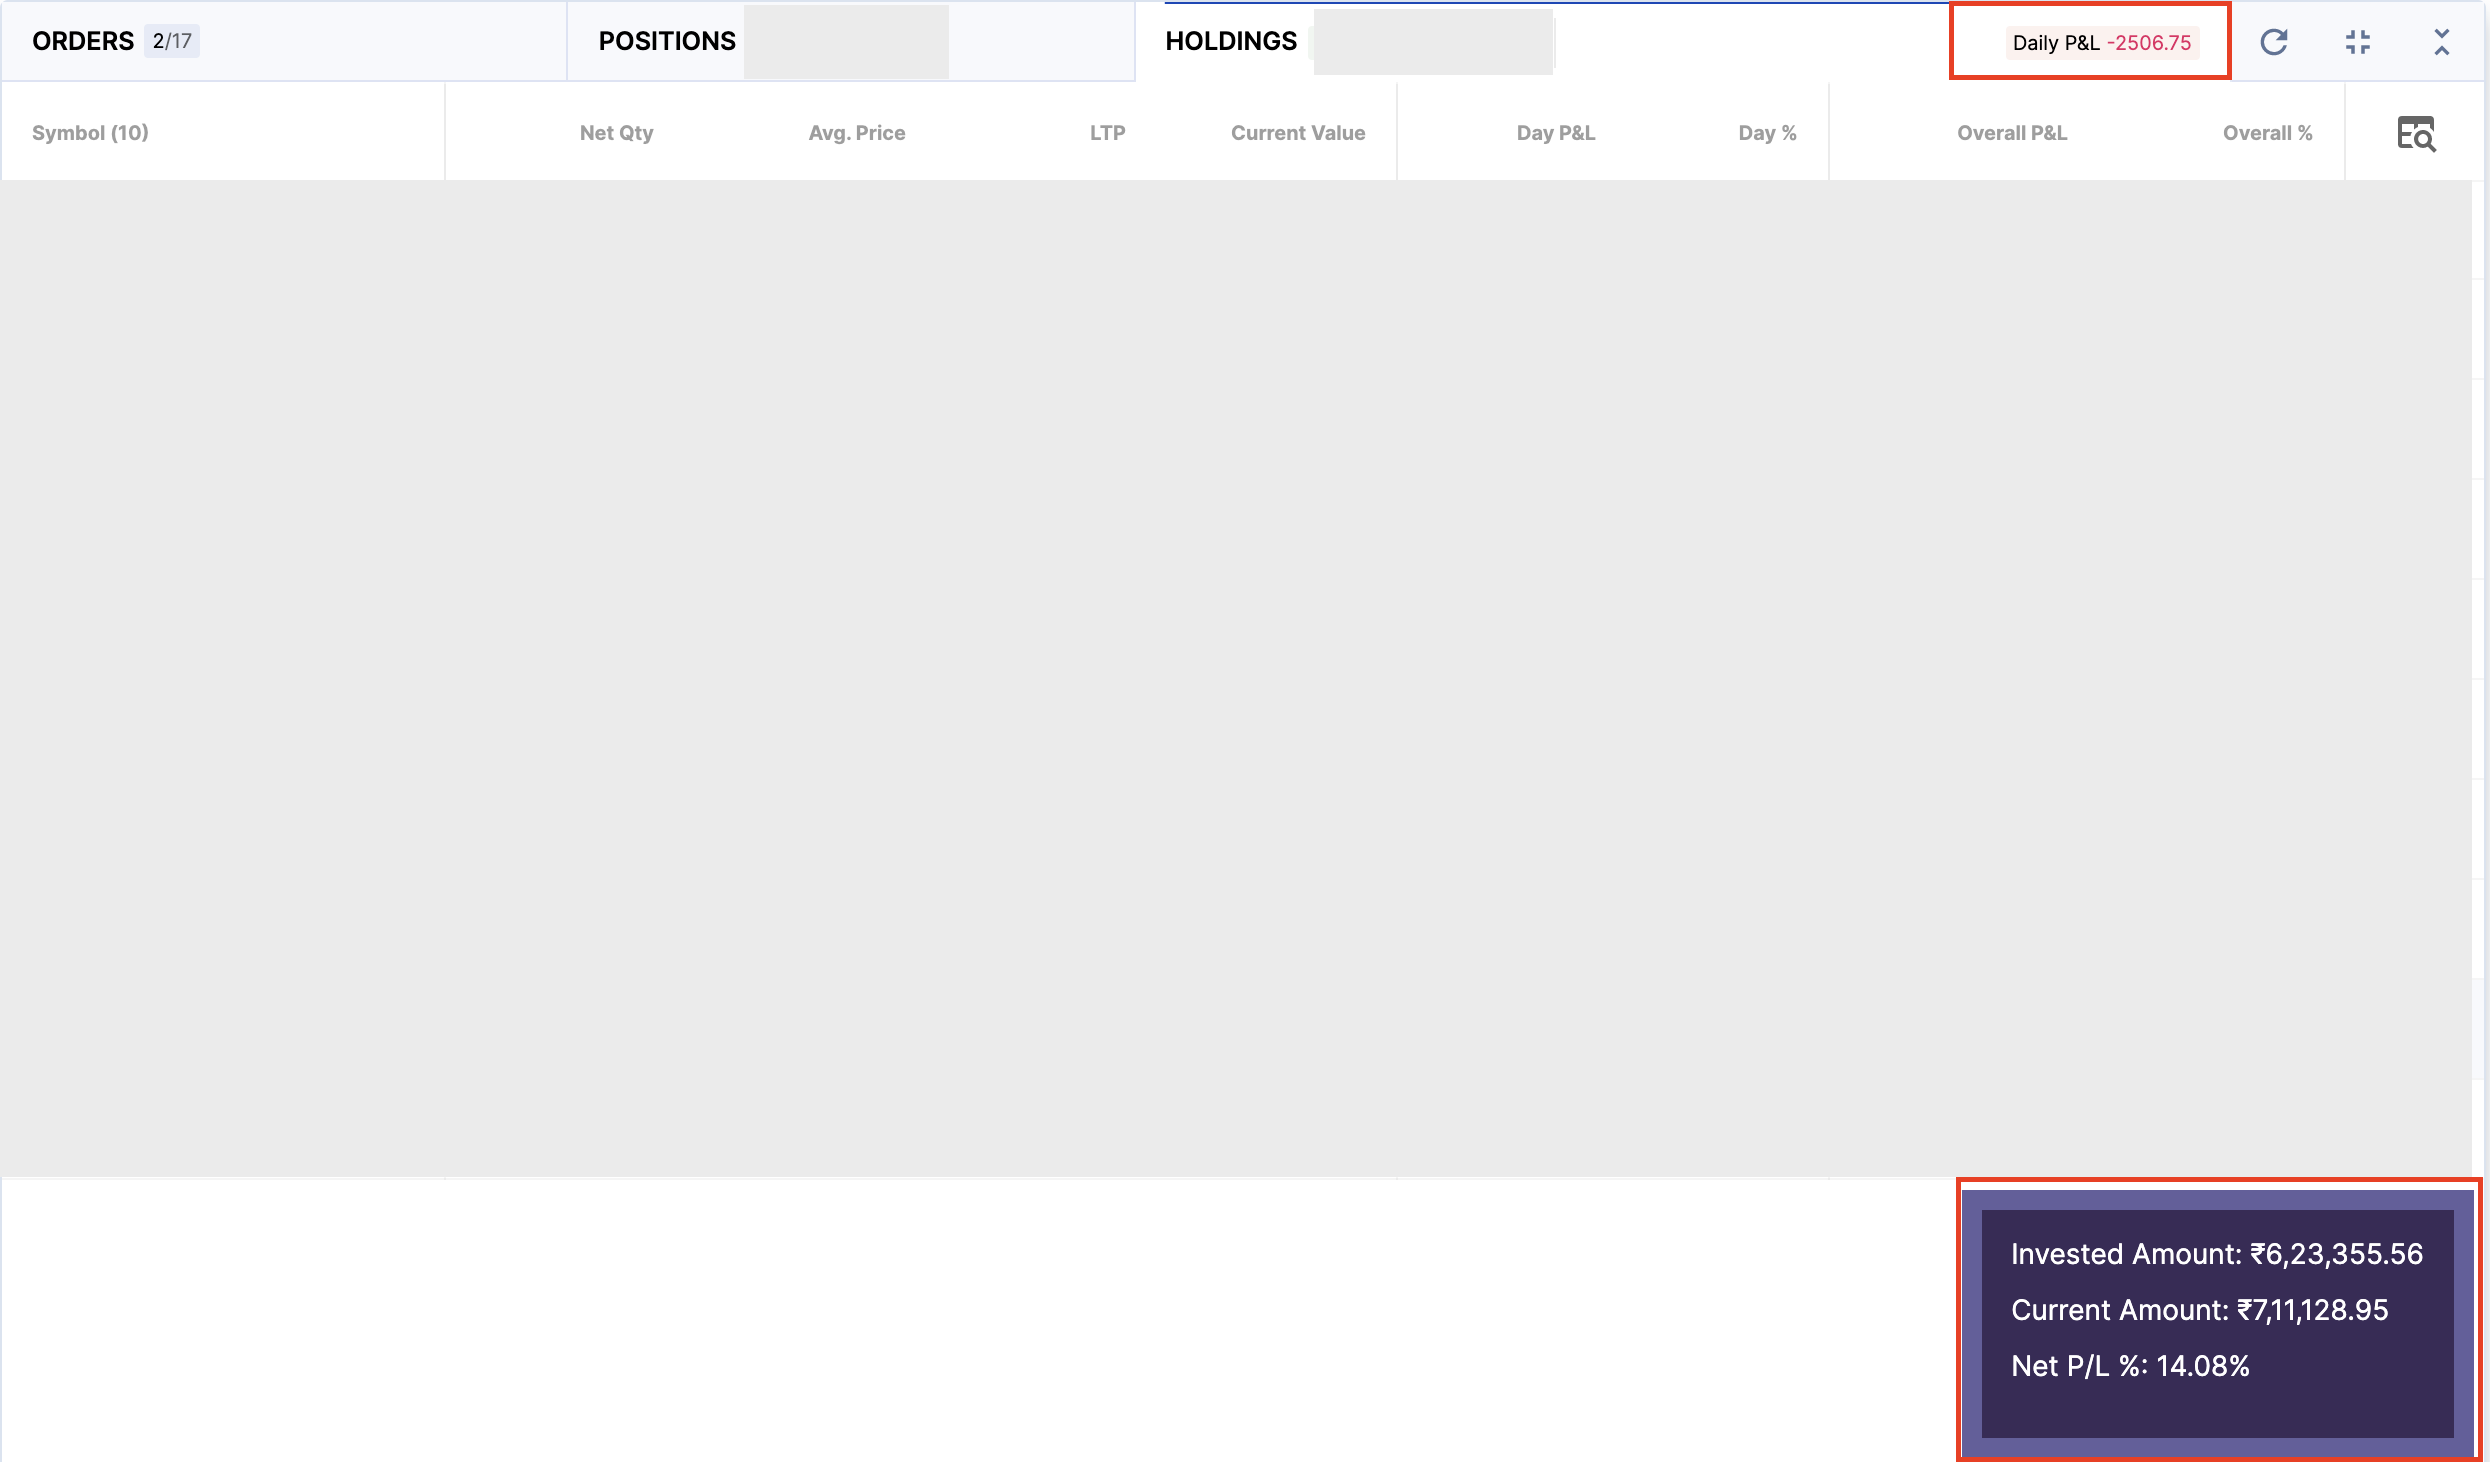 ORDERS 2/17 POSITIONS HOLDINGS Daily P&L -2506.75
Symbol (10) Net Qty Avg. Price LTP Current Value Day P&L Day % Overall P&L Overall %
Invested Amount: ₹6,23,355.56
Current Amount: ₹7,11,128.95
Net P/L %: 14.08%